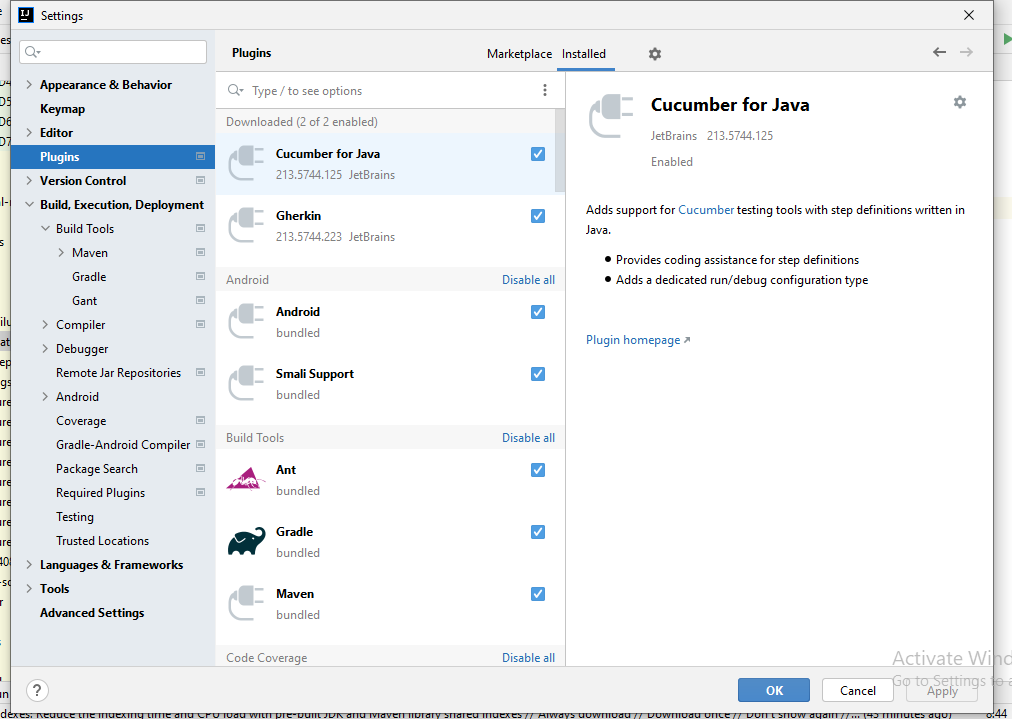 Settings
Plugins
Marketplace Installed
Type / to see options
Appearance & Behavior
Keymap
Editor
Plugins
Version Control
Build, Execution, Deployment
Build Tools
Maven
Gradle
Gant
Compiler
Debugger
Remote Jar Repositories
Android
Coverage
Gradle-Android Compiler
Package Search
Required Plugins
Testing
Trusted Locations
Languages & Frameworks
Tools
Advanced Settings
Downloaded (2 of 2 enabled)
Cucumber for Java
213.5744.125 JetBrains
Gherkin
213.5744.223 JetBrains
Android Disable all
Android
bundled
Smali Support
bundled
Build Tools Disable all
Ant
bundled
Gradle
bundled
Maven
bundled
Code Coverage Disable all
Cucumber for Java
JetBrains 213.5744.125
Enabled
Adds support for Cucumber testing tools with step definitions written in
Java.
● Provides coding assistance for step definitions
● Adds a dedicated run/debug configuration type
Plugin homepage ↗
Activate Wind
Go to Settings to a
?
OK Cancel Apply
dexes: Reduce the indexing time and CPU load with pre-built JDK and Maven library shared indexes // Always download // Download once // Don't show again //... (43 minutes ago) 6:44